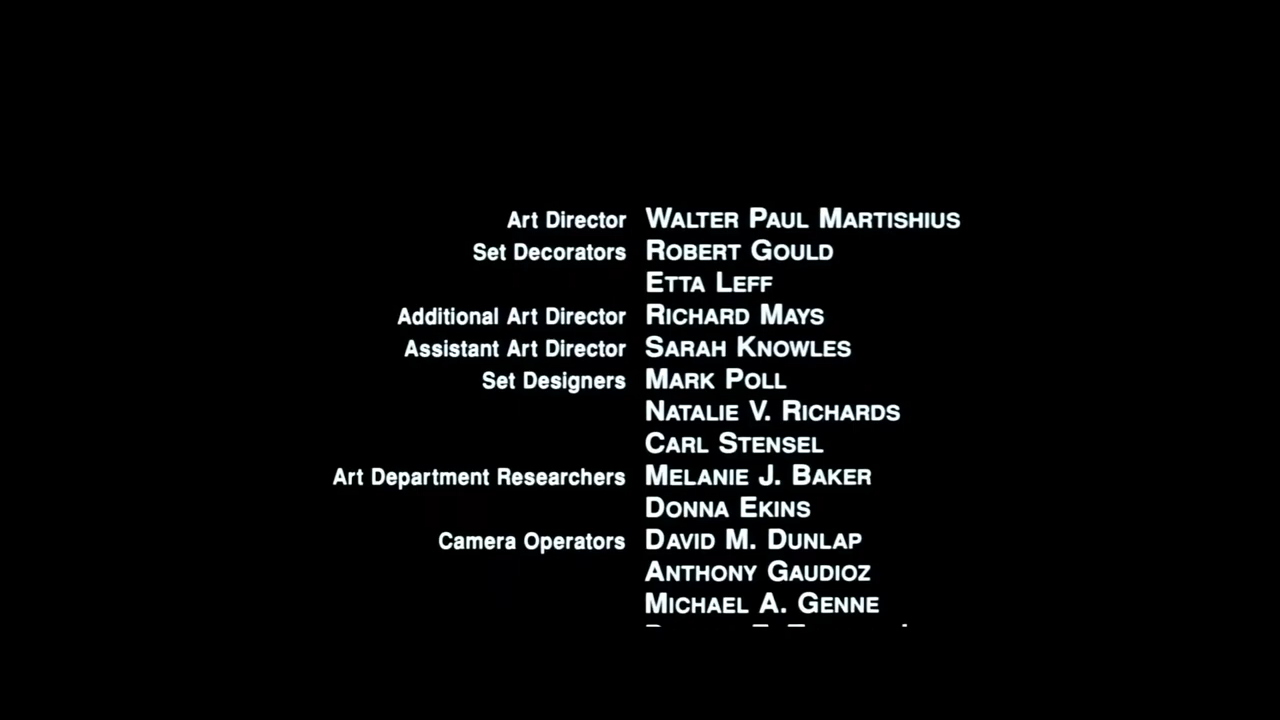 Art Director WALTER PAUL MARTISHIUS
Set Decorators ROBERT GOULD
ETTA LEFF
Additional Art Director RICHARD MAYS
Assistant Art Director SARAH KNOWLES
Set Designers MARK POLL
NATALIE V. RICHARDS
CARL STENSEL
Art Department Researchers MELANIE J. BAKER
DONNA EKINS
Camera Operators DAVID M. DUNLAP
ANTHONY GAUDIOZ
MICHAEL A. GENNE